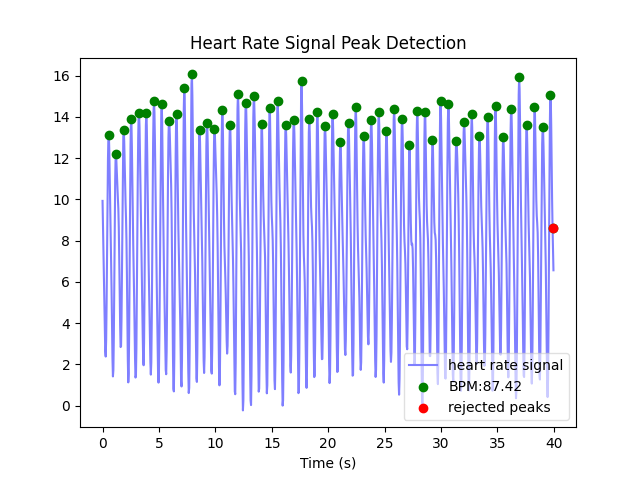 Heart Rate Signal Peak Detection
16
14
12
10
8
6
4
2
0
heart rate signal
BPM:87.42
rejected peaks
0 5 10 15 20 25 30 35 40
Time (s)